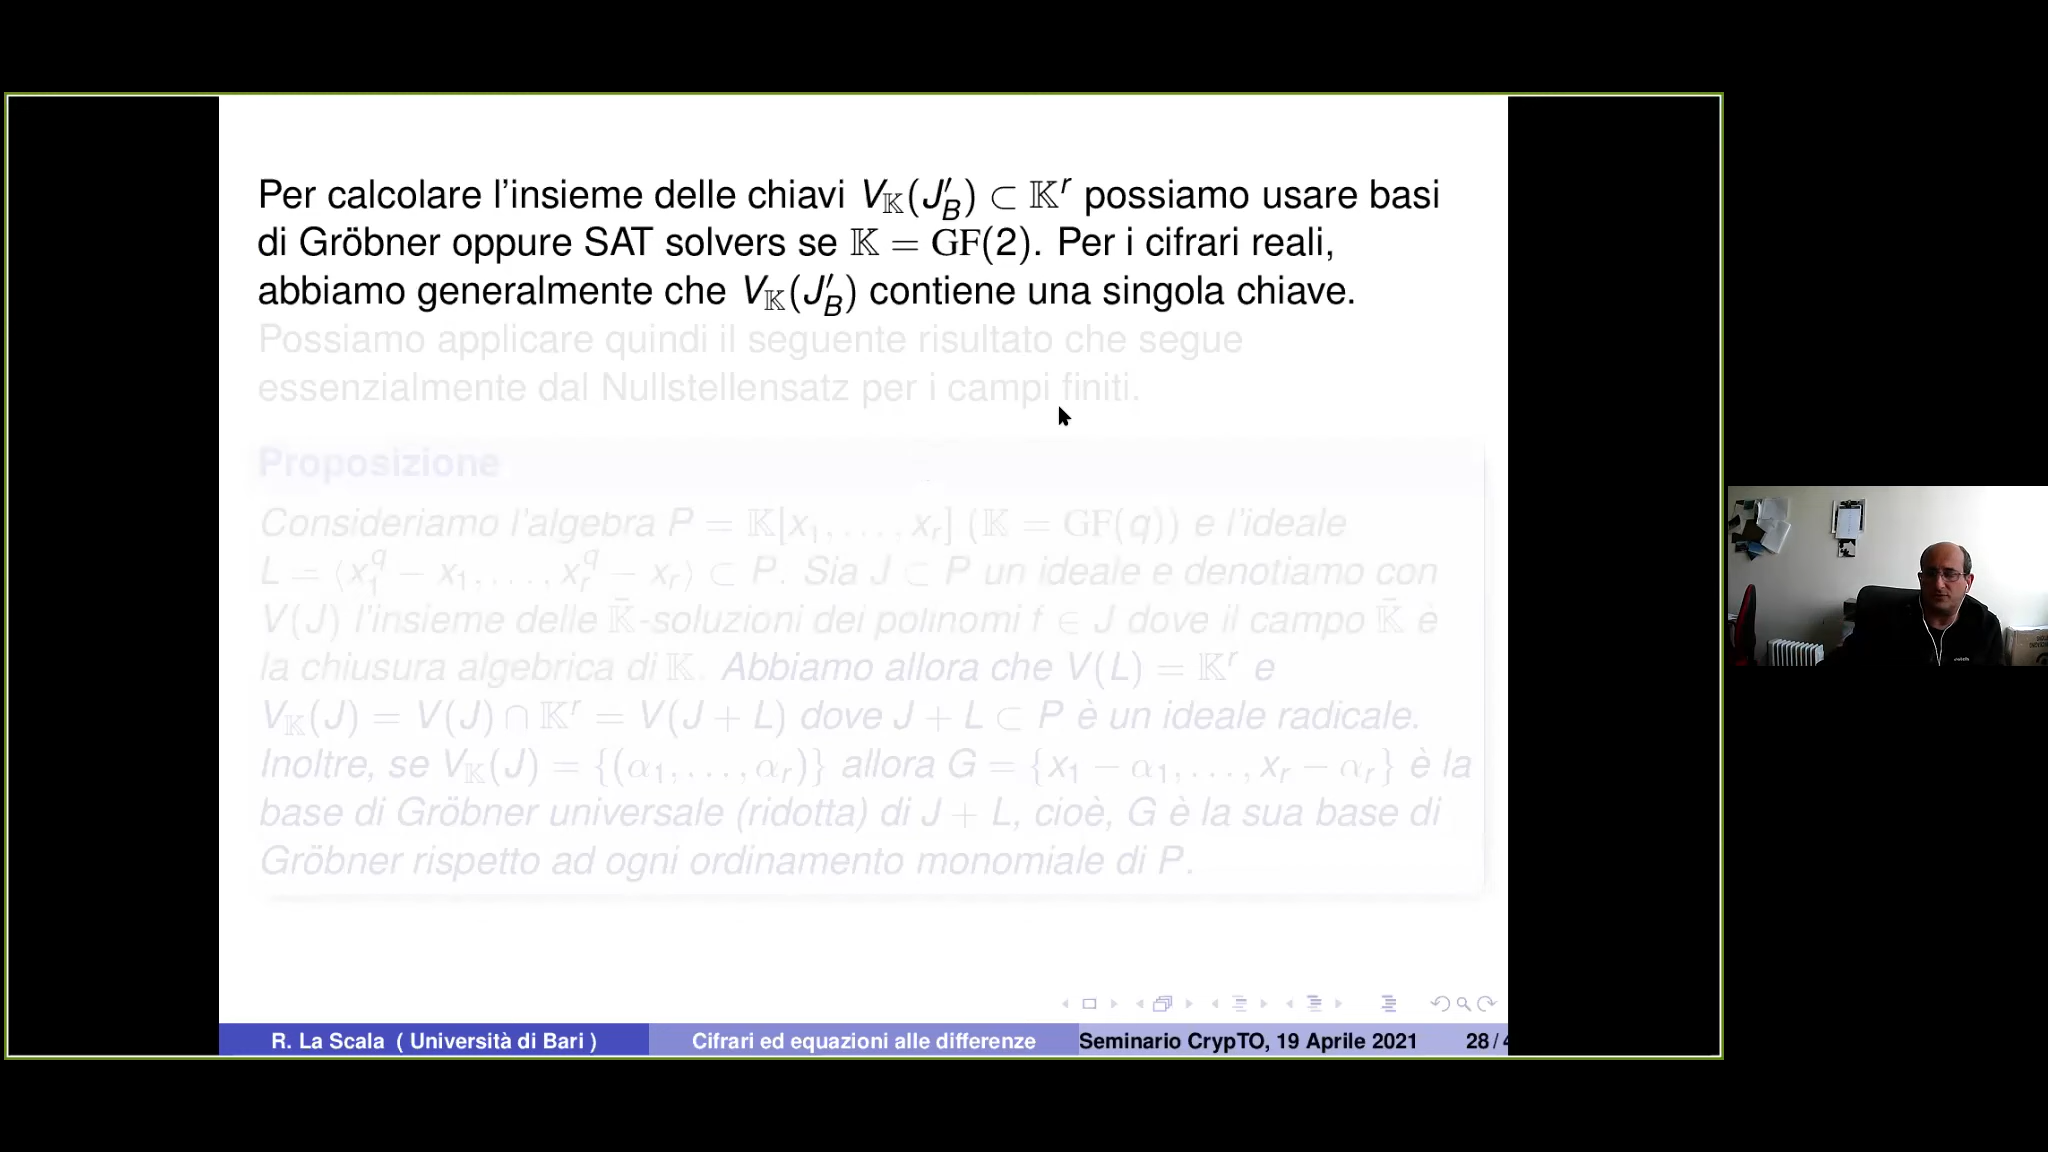 Per calcolare l'insieme delle chiavi V_𝕂(J′_B) ⊂ 𝕂^r possiamo usare basi
di Gröbner oppure SAT solvers se 𝕂 = GF(2). Per i cifrari reali,
abbiamo generalmente che V_𝕂(J′_B) contiene una singola chiave.
Possiamo applicare quindi il seguente risultato che segue
essenzialmente dal Nullstellensatz per i campi finiti.
Proposizione
Consideriamo l'algebra P = 𝕂[x_1, . . . , x_r] (𝕂 = GF(q)) e l'ideale
L = ⟨x_1^q − x_1, . . . , x_r^q − x_r⟩ ⊂ P. Sia J ⊂ P un ideale e denotiamo con
V(J) l'insieme delle 𝕂̄-soluzioni dei polinomi f ∈ J dove il campo 𝕂̄ è
la chiusura algebrica di 𝕂. Abbiamo allora che V(L) = 𝕂^r e
V_𝕂(J) = V(J) ∩ 𝕂^r = V(J + L) dove J + L ⊂ P è un ideale radicale.
Inoltre, se V_𝕂(J) = {(α_1, . . . , α_r)} allora G = {x_1 − α_1, . . . , x_r − α_r} è la
base di Gröbner universale (ridotta) di J + L, cioè, G è la sua base di
Gröbner rispetto ad ogni ordinamento monomiale di P.
R. La Scala ( Università di Bari ) Cifrari ed equazioni alle differenze Seminario CrypTO, 19 Aprile 2021 28 /